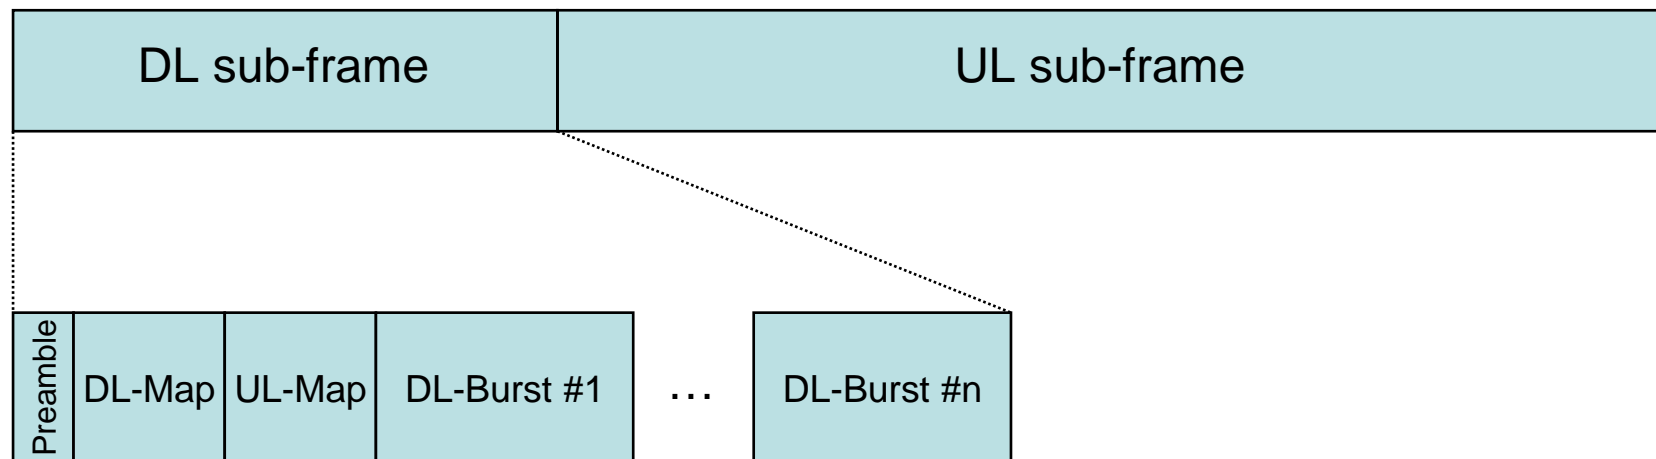 DL sub-frame
UL sub-frame
Preamble
DL-Map
UL-Map
DL-Burst #1
...
DL-Burst #n